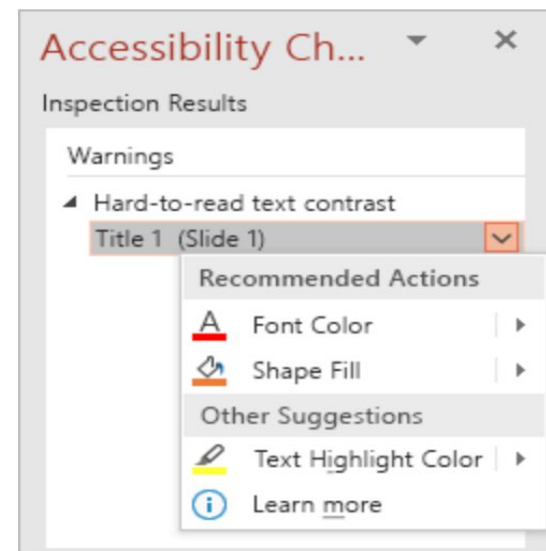 Accessibility Ch...
Inspection Results
Warnings
Hard-to-read text contrast
Title 1 (Slide 1)
Recommended Actions
Font Color
Shape Fill
Other Suggestions
Text Highlight Color
Learn more